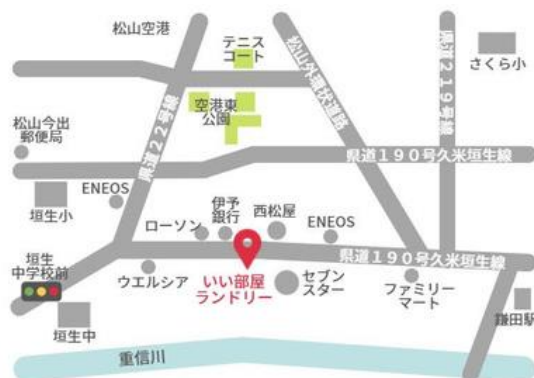 松山空港
テニス
コート
さくら小
県道22号線
松山外環状道路
県道219号線
空港東
公園
松山今出
郵便局
県道190号久米垣生線
垣生小
ENEOS
ローソン
伊予
銀行
西松屋
ENEOS
県道190号久米垣生線
垣生
中学校前
ウエルシア
いい部屋
ランドリー
セブン
スター
ファミリー
マート
鎌田駅
垣生中
重信川